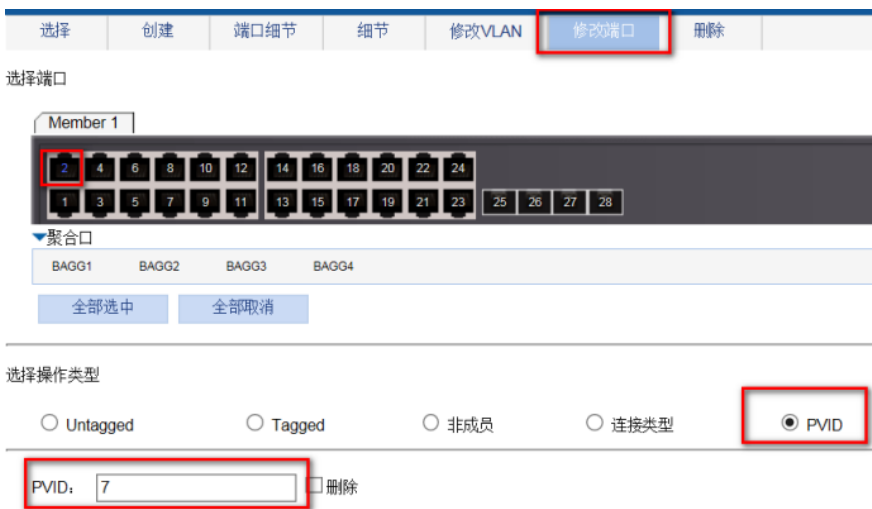 选择 创建 端口细节 细节 修改VLAN 修改端口 删除
选择端口
Member 1
2 4 6 8 10 12 14 16 18 20 22 24
1 3 5 7 9 11 13 15 17 19 21 23 25 26 27 28
聚合口
BAGG1 BAGG2 BAGG3 BAGG4
全部选中 全部取消
选择操作类型
Untagged Tagged 非成员 连接类型 PVID
PVID: 7 删除